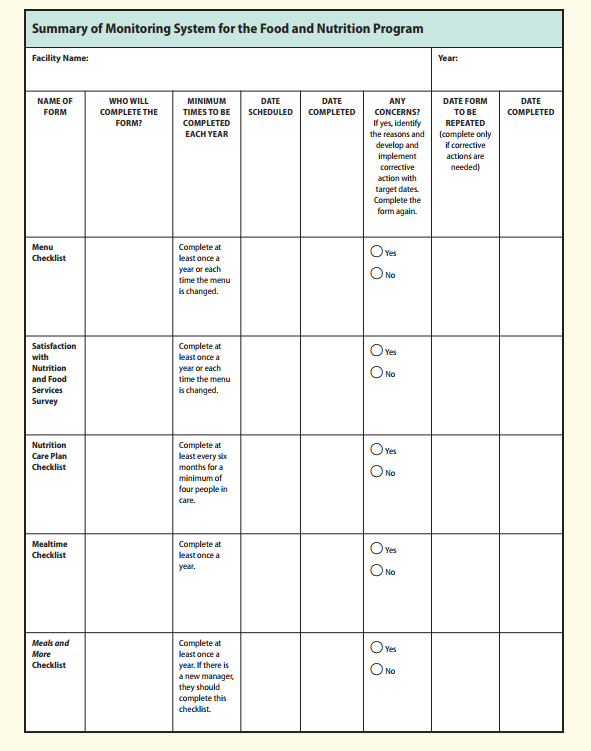 Summary of Monitoring System for the Food and Nutrition Program
Facility Name:
Year:
NAME OF
FORM
WHO WILL
COMPLETE THE
FORM?
MINIMUM
TIMES TO BE
COMPLETED
EACH YEAR
DATE
SCHEDULED
DATE
COMPLETED
ANY
CONCERNS?
If yes, identify
the reasons and
develop and
implement
corrective
action with
target dates.
Complete the
form again.
DATE FORM
TO BE
REPEATED
(complete only
if corrective
actions are
needed)
DATE
COMPLETED
Menu
Checklist
Complete at
least once a
year or each
time the menu
is changed.
Yes
No
Satisfaction
with
Nutrition
and Food
Services
Survey
Complete at
least once a
year or each
time the menu
is changed.
Yes
No
Nutrition
Care Plan
Checklist
Complete at
least every six
months for a
minimum of
four people in
care.
Yes
No
Mealtime
Checklist
Complete at
least once a
year.
Yes
No
Meals and
More
Checklist
Complete at
least once a
year. If there is
a new manager,
they should
complete this
checklist.
Yes
No